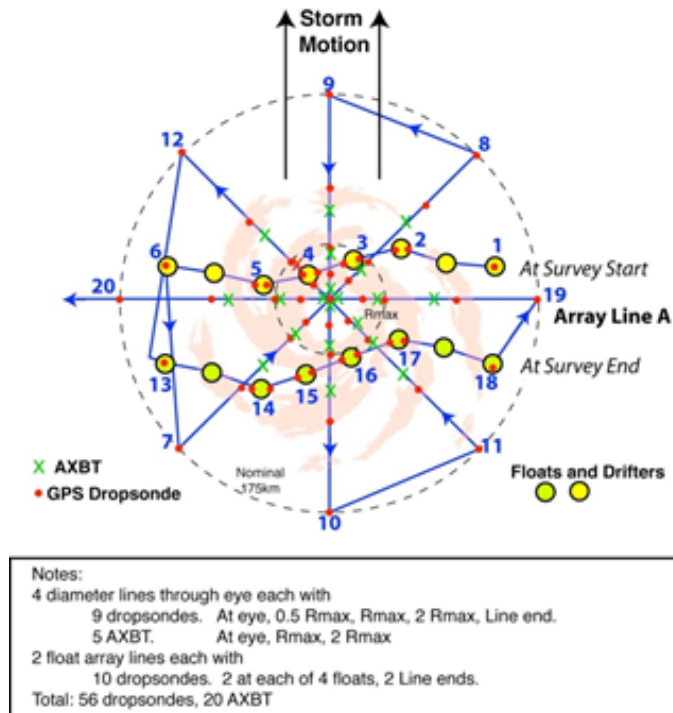 Storm
Motion
9
8
12
6
5
4
3
2
1
At Survey Start
20
19
Rmax
Array Line A
At Survey End
13
14
15
16
17
18
7
11
10
Nominal
175km
X AXBT
GPS Dropsonde
Floats and Drifters
Notes:
4 diameter lines through eye each with
9 dropsondes. At eye, 0.5 Rmax, Rmax, 2 Rmax, Line end.
5 AXBT. At eye, Rmax, 2 Rmax
2 float array lines each with
10 dropsondes. 2 at each of 4 floats, 2 Line ends.
Total: 56 dropsondes, 20 AXBT